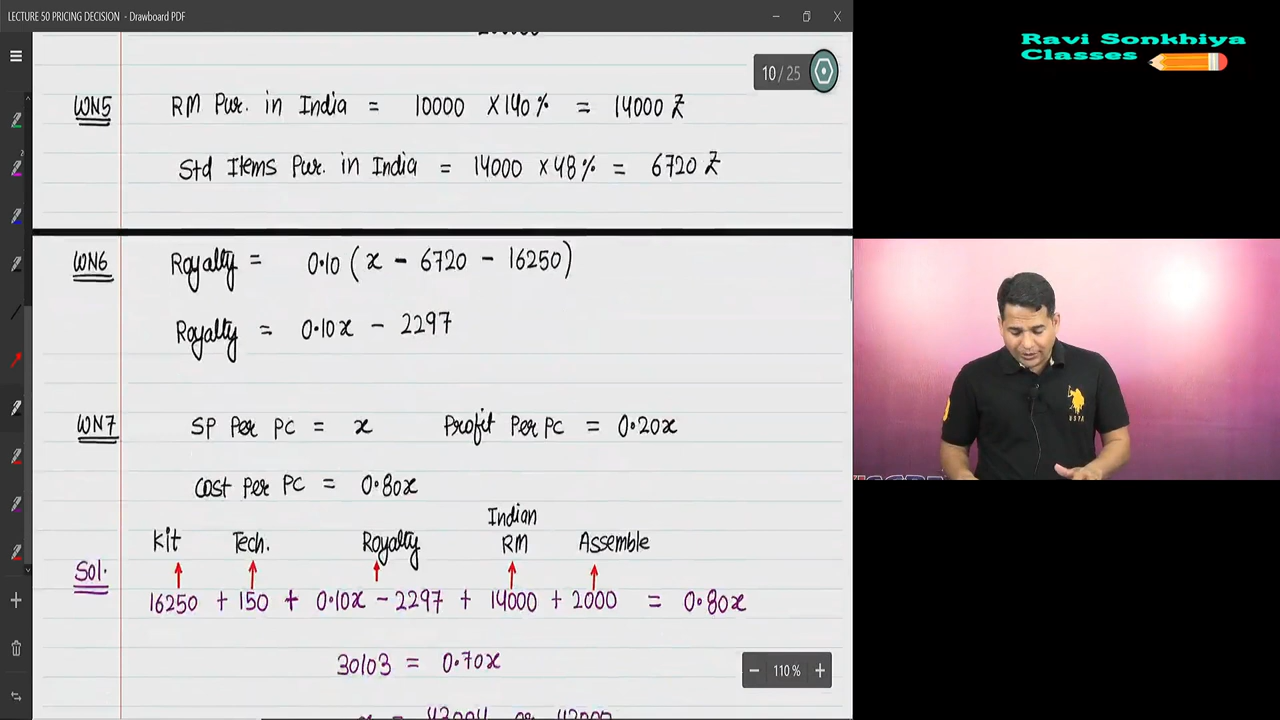 LECTURE 50 PRICING DECISION - Drawboard PDF
Ravi Sonkhiya
Classes
10 / 25
WN5 RM Pur. in India = 10000 X 140% = 14000 Z
Std Items Pur. in India = 14000 X 48% = 6720 Z
WN6 Royalty = 0.10 (x - 6720 - 16250)
Royalty = 0.10x - 2297
WN7 SP Per PC = x Profit Per PC = 0.20x
Cost Per PC = 0.80x
Kit Tech. Royalty Indian RM Assemble
Sol. 16250 + 150 + 0.10x - 2297 + 14000 + 2000 = 0.80x
30103 = 0.70x
110%